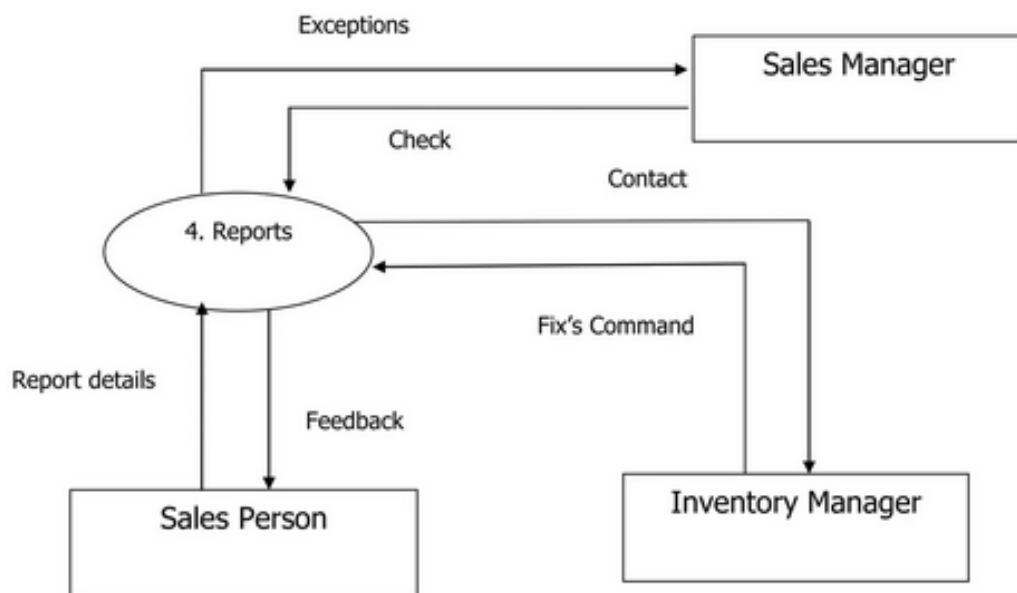 Exceptions
Sales Manager
Check
Contact
4. Reports
Fix's Command
Report details
Feedback
Sales Person
Inventory Manager